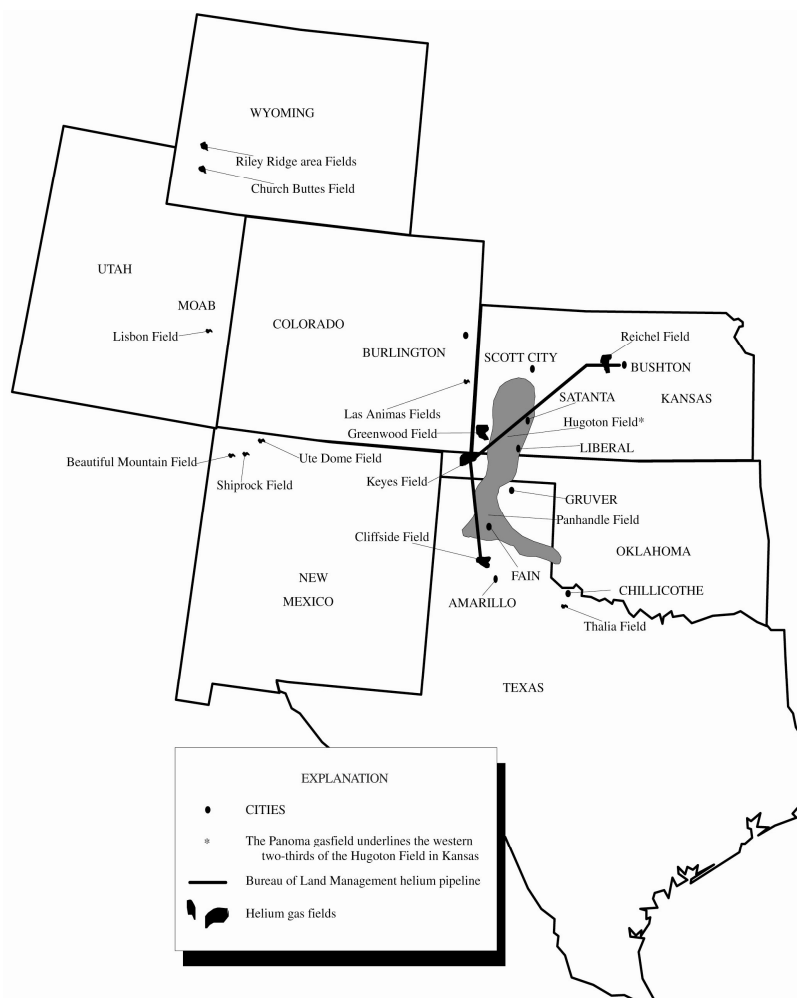 WYOMING
Riley Ridge area Fields
Church Buttes Field
UTAH
MOAB
Lisbon Field
COLORADO
BURLINGTON
Las Animas Fields
Greenwood Field
SCOTT CITY
Reichel Field
BUSHTON
SATANTA
KANSAS
Hugoton Field*
LIBERAL
Beautiful Mountain Field
Ute Dome Field
Shiprock Field
Keyes Field
GRUVER
Panhandle Field
Cliffside Field
OKLAHOMA
FAIN
NEW
MEXICO
AMARILLO
CHILLICOTHE
Thalia Field
TEXAS
EXPLANATION
CITIES
* The Panoma gasfield underlines the western
two-thirds of the Hugoton Field in Kansas
Bureau of Land Management helium pipeline
Helium gas fields